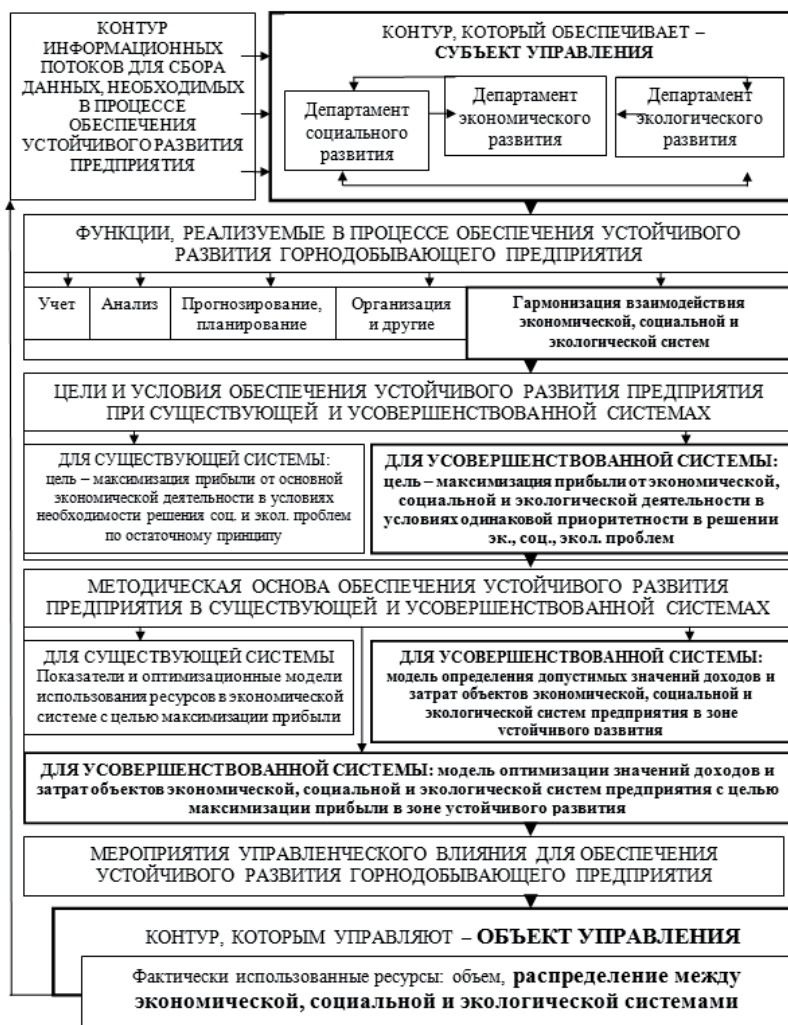 КОНТУР
ИНФОРМАЦИОННЫХ
ПОТОКОВ ДЛЯ СБОРА
ДАННЫХ, НЕОБХОДИМЫХ
В ПРОЦЕССЕ
ОБЕСПЕЧЕНИЯ
УСТОЙЧИВОГО РАЗВИТИЯ
ПРЕДПРИЯТИЯ
КОНТУР, КОТОРЫЙ ОБЕСПЕЧИВАЕТ –
СУБЪЕКТ УПРАВЛЕНИЯ
Департамент
социального
развития
Департамент
экономического
развития
Департамент
экологического
развития
ФУНКЦИИ, РЕАЛИЗУЕМЫЕ В ПРОЦЕССЕ ОБЕСПЕЧЕНИЯ УСТОЙЧИВОГО
РАЗВИТИЯ ГОРНОДОБЫВАЮЩЕГО ПРЕДПРИЯТИЯ
Учет
Анализ
Прогнозирование,
планирование
Организация
и другие
Гармонизация взаимодействия
экономической, социальной и
экологической систем
ЦЕЛИ И УСЛОВИЯ ОБЕСПЕЧЕНИЯ УСТОЙЧИВОГО РАЗВИТИЯ ПРЕДПРИЯТИЯ
ПРИ СУЩЕСТВУЮЩЕЙ И УСОВЕРШЕНСТВОВАННОЙ СИСТЕМАХ
ДЛЯ СУЩЕСТВУЮЩЕЙ СИСТЕМЫ:
цель – максимизация прибыли от основной
экономической деятельности в условиях
необходимости решения соц. и экол. проблем
по остаточному принципу
ДЛЯ УСОВЕРШЕНСТВОВАННОЙ СИСТЕМЫ:
цель – максимизация прибыли от экономической,
социальной и экологической деятельности в
условиях одинаковой приоритетности в решении
эк., соц., экол. проблем
МЕТОДИЧЕСКАЯ ОСНОВА ОБЕСПЕЧЕНИЯ УСТОЙЧИВОГО РАЗВИТИЯ
ПРЕДПРИЯТИЯ В СУЩЕСТВУЮЩЕЙ И УСОВЕРШЕНСТВОВАННОЙ СИСТЕМАХ
ДЛЯ СУЩЕСТВУЮЩЕЙ СИСТЕМЫ
Показатели и оптимизационные модели
использования ресурсов в экономической
системе с целью максимизации прибыли
ДЛЯ УСОВЕРШЕНСТВОВАННОЙ СИСТЕМЫ:
модель определения допустимых значений доходов и
затрат объектов экономической, социальной и
экологической систем предприятия в зоне
устойчивого развития
ДЛЯ УСОВЕРШЕНСТВОВАННОЙ СИСТЕМЫ: модель оптимизации значений доходов и
затрат объектов экономической, социальной и экологической систем предприятия с целью
максимизации прибыли в зоне устойчивого развития
МЕРОПРИЯТИЯ УПРАВЛЕНЧЕСКОГО ВЛИЯНИЯ ДЛЯ ОБЕСПЕЧЕНИЯ
УСТОЙЧИВОГО РАЗВИТИЯ ГОРНОДОБЫВАЮЩЕГО ПРЕДПРИЯТИЯ
КОНТУР, КОТОРЫМ УПРАВЛЯЮТ – ОБЪЕКТ УПРАВЛЕНИЯ
Фактически использованные ресурсы: объем, распределение между
экономической, социальной и экологической системами